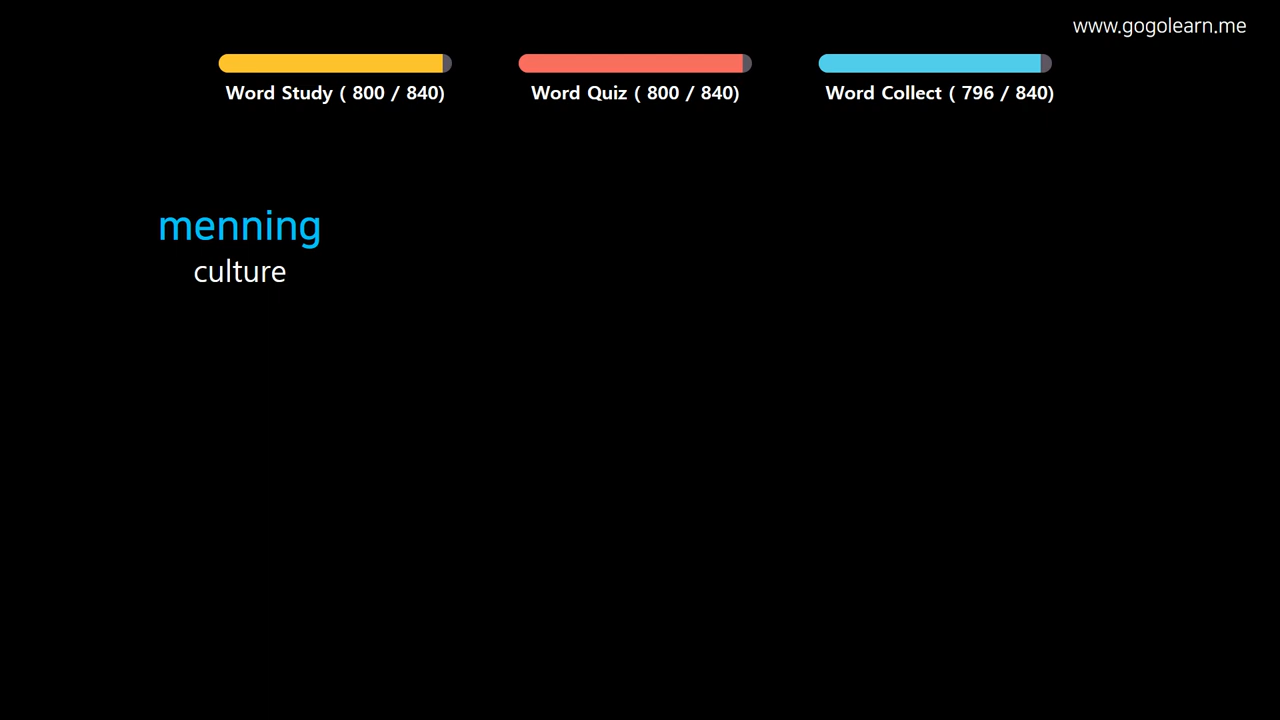 www.gogolearn.me
Word Study ( 800 / 840)
Word Quiz ( 800 / 840)
Word Collect ( 796 / 840)
menning
culture